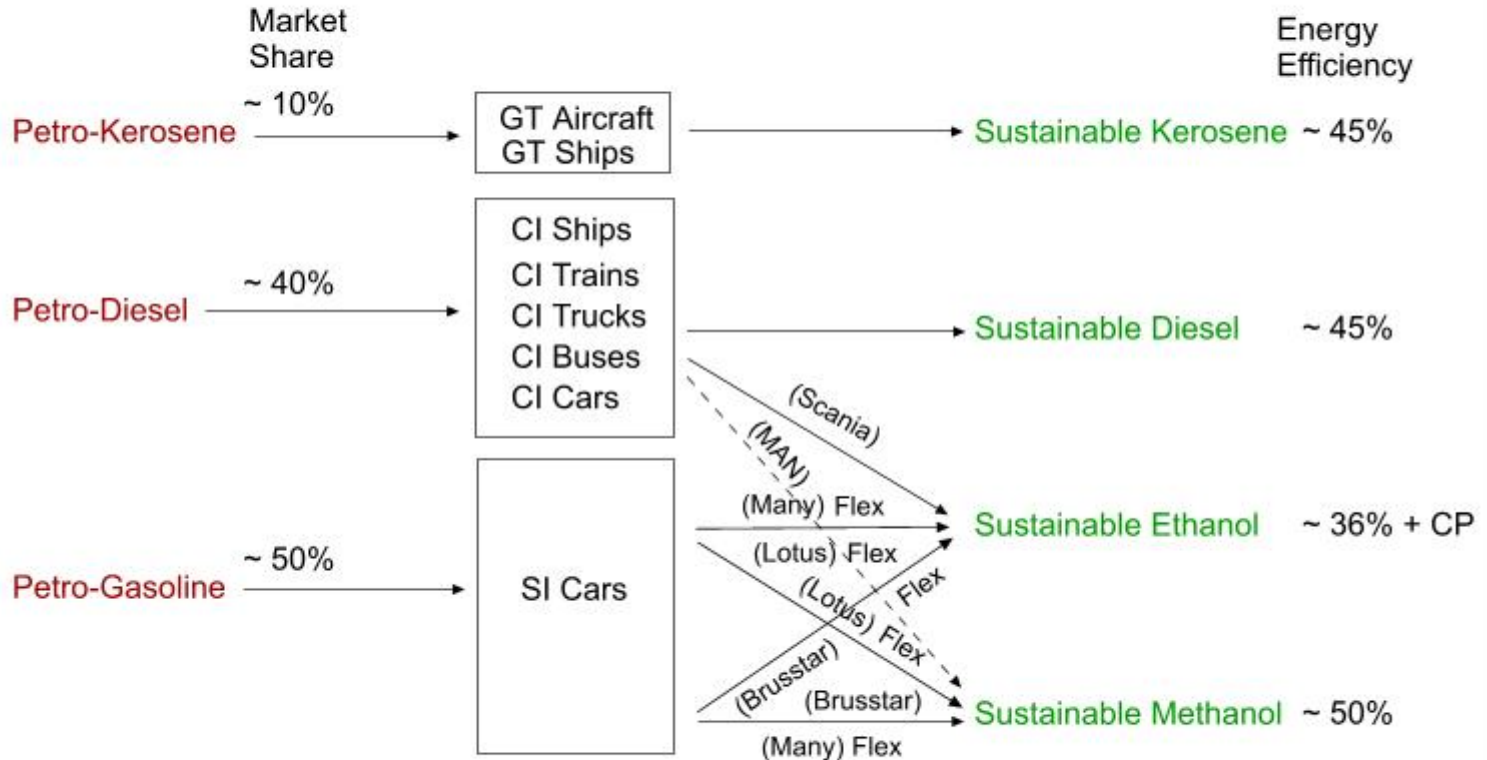 Market
Share
Energy
Efficiency
~ 10%
Petro-Kerosene
GT Aircraft
GT Ships
Sustainable Kerosene ~ 45%
CI Ships
CI Trains
CI Trucks
CI Buses
CI Cars
~ 40%
Petro-Diesel
Sustainable Diesel ~ 45%
(Scania)
(MAN)
(Many) Flex
Sustainable Ethanol ~ 36% + CP
(Lotus) Flex
~ 50%
Petro-Gasoline
SI Cars
Flex
(Lotus) Flex
(Brusstar)
(Brusstar)
Sustainable Methanol ~ 50%
(Many) Flex